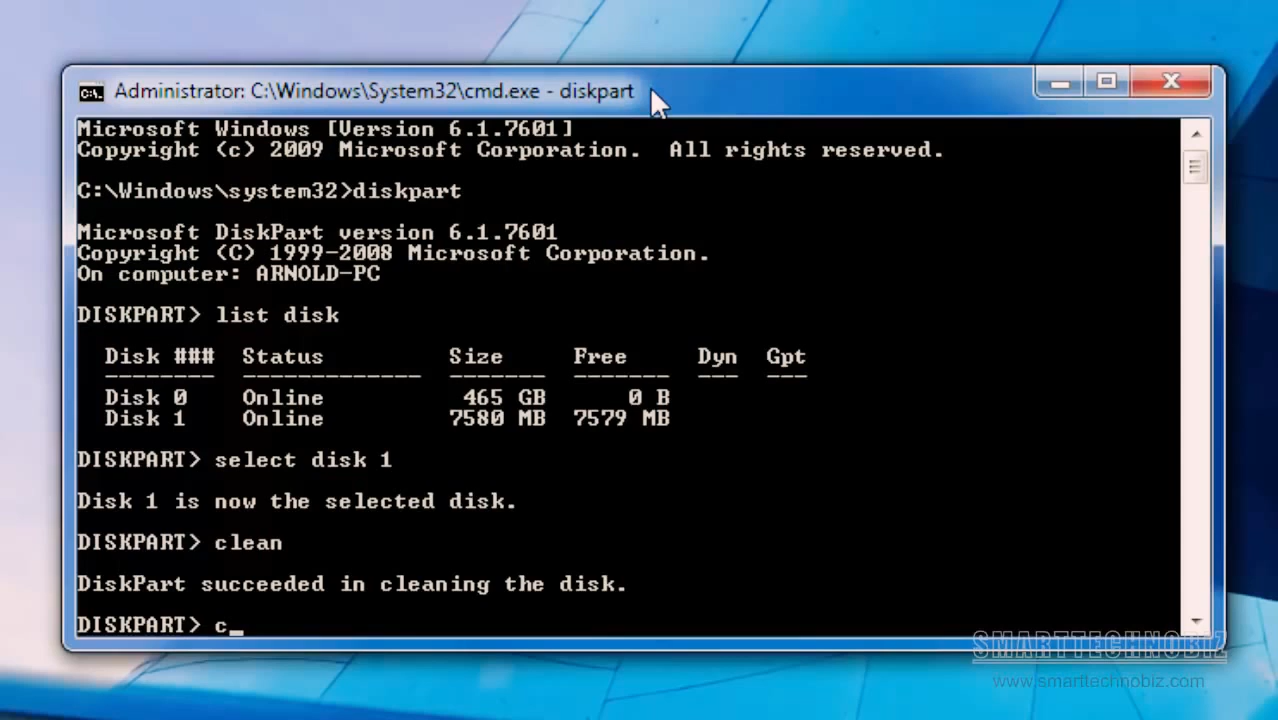 Administrator: C:\Windows\System32\cmd.exe - diskpart
Microsoft Windows [Version 6.1.7601]
Copyright (c) 2009 Microsoft Corporation.  All rights reserved.
C:\Windows\system32>diskpart
Microsoft DiskPart version 6.1.7601
Copyright (C) 1999-2008 Microsoft Corporation.
On computer: ARNOLD-PC
DISKPART> list disk
Disk ###  Status  Size  Free  Dyn  Gpt
--------  -------------  -------  -------  ---  ---
Disk 0  Online  465 GB  0 B
Disk 1  Online  7580 MB  7579 MB
DISKPART> select disk 1
Disk 1 is now the selected disk.
DISKPART> clean
DiskPart succeeded in cleaning the disk.
DISKPART> c_
SMARTTECHNOBIZ
www.smarttechnobiz.com